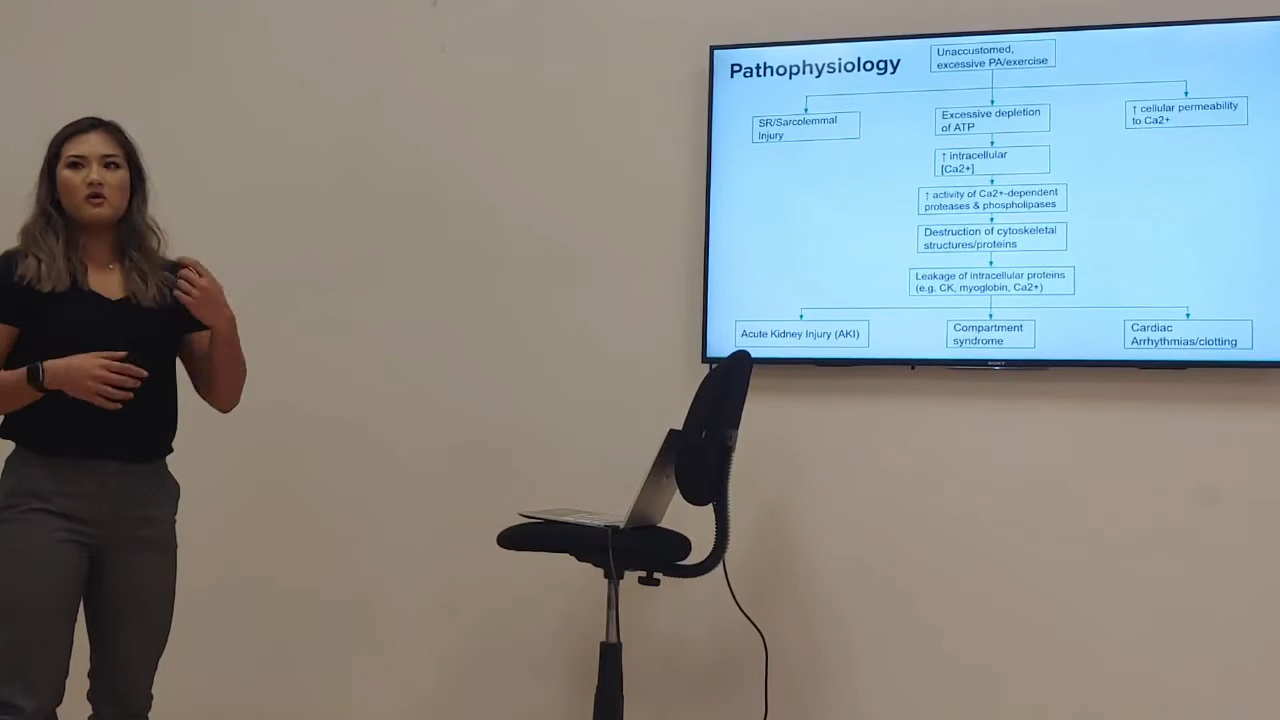 Pathophysiology
Unaccustomed,
excessive PA/exercise
SR/Sarcolemmal
Injury
Excessive depletion
of ATP
↑ cellular permeability
to Ca2+
↑ intracellular
[Ca2+]
↑ activity of Ca2+-dependent
proteases & phospholipases
Destruction of cytoskeletal
structures/proteins
Leakage of intracellular proteins
(e.g. CK, myoglobin, Ca2+)
Acute Kidney Injury (AKI)
Compartment
syndrome
Cardiac
Arrhythmias/clotting
SONY